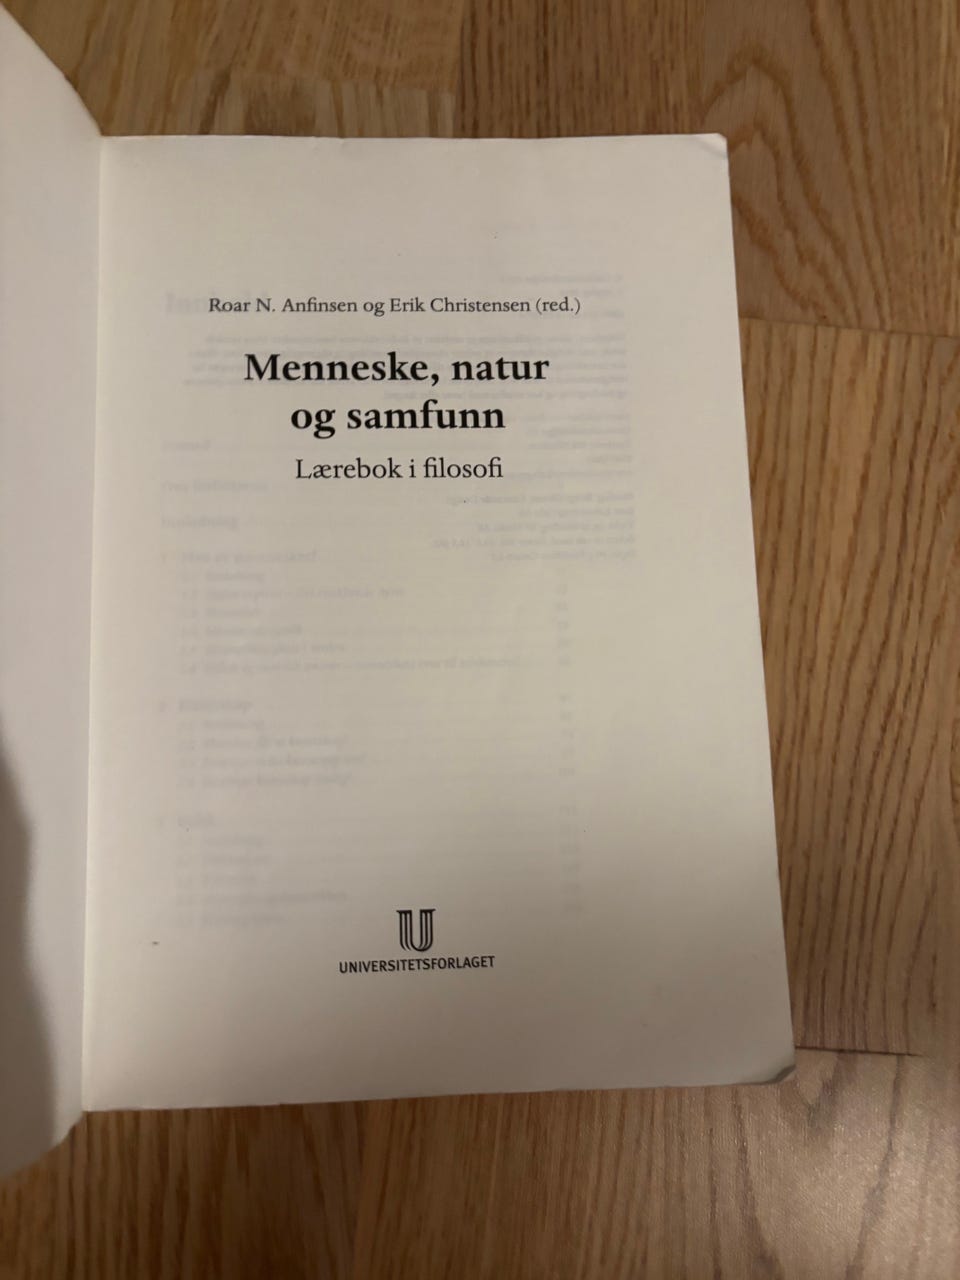 Roar N. Anfinsen og Erik Christensen (red.)
Menneske, natur
og samfunn
Lærebok i filosofi
UNIVERSITETSFORLAGET